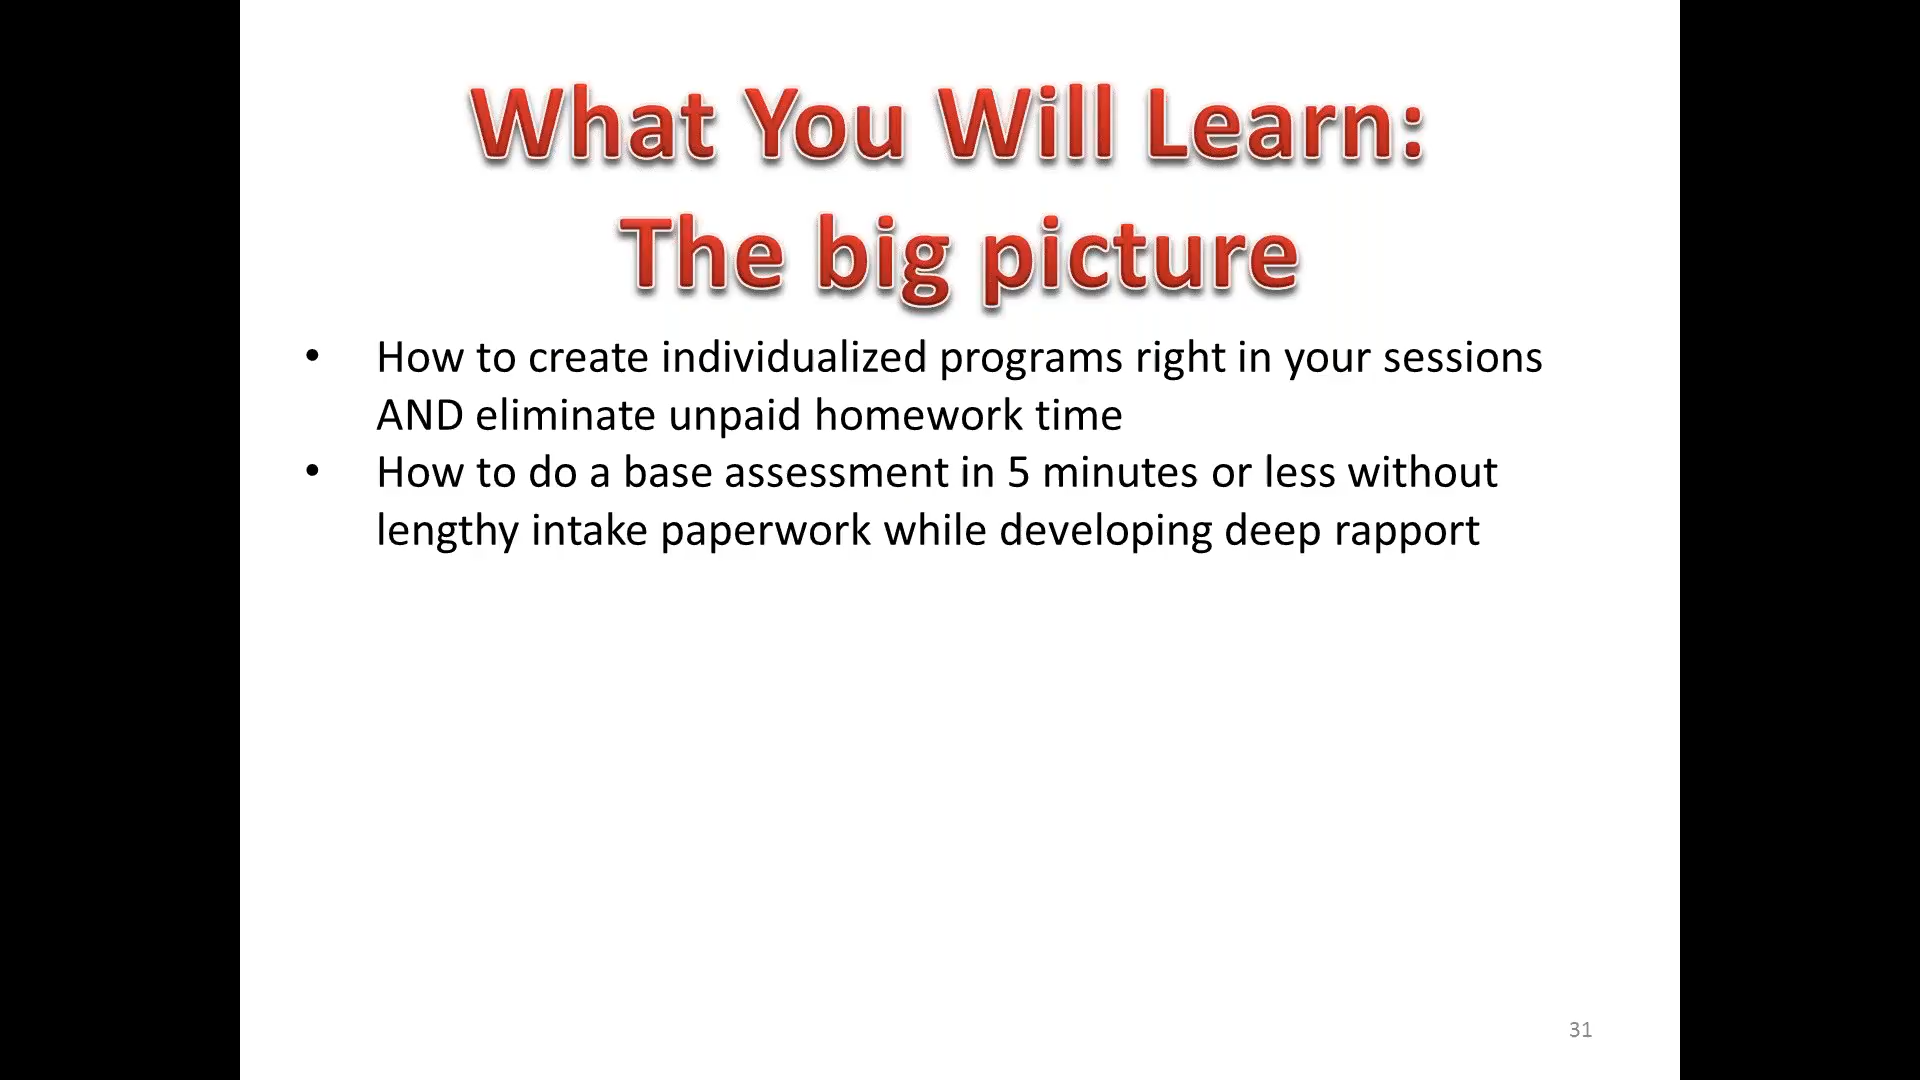 What You Will Learn:
The big picture
• How to create individualized programs right in your sessions
AND eliminate unpaid homework time
• How to do a base assessment in 5 minutes or less without
lengthy intake paperwork while developing deep rapport
31